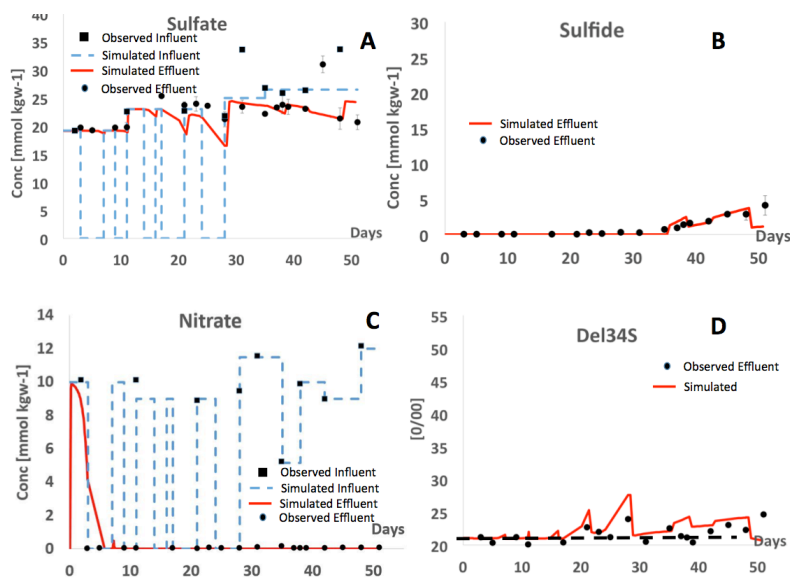 Sulfate
A
Observed Influent
Simulated Influent
Simulated Effluent
Observed Effluent
Conc [mmol kgw-1]
40
35
30
25
20
15
10
5
0
0 10 20 30 40 50
Days
Sulfide
B
Simulated Effluent
Observed Effluent
Conc [mmol kgw-1]
30
25
20
15
10
5
0
0 10 20 30 40 50
Days
Nitrate
C
Conc [mmol kgw-1]
14
12
10
8
6
4
2
0
Observed Influent
Simulated Influent
Simulated Effluent
Observed Effluent
Days
0 10 20 30 40 50
Del34S
D
Observed Effluent
Simulated
[0/00]
55
50
45
40
35
30
25
20
0 10 20 30 40 50
Days